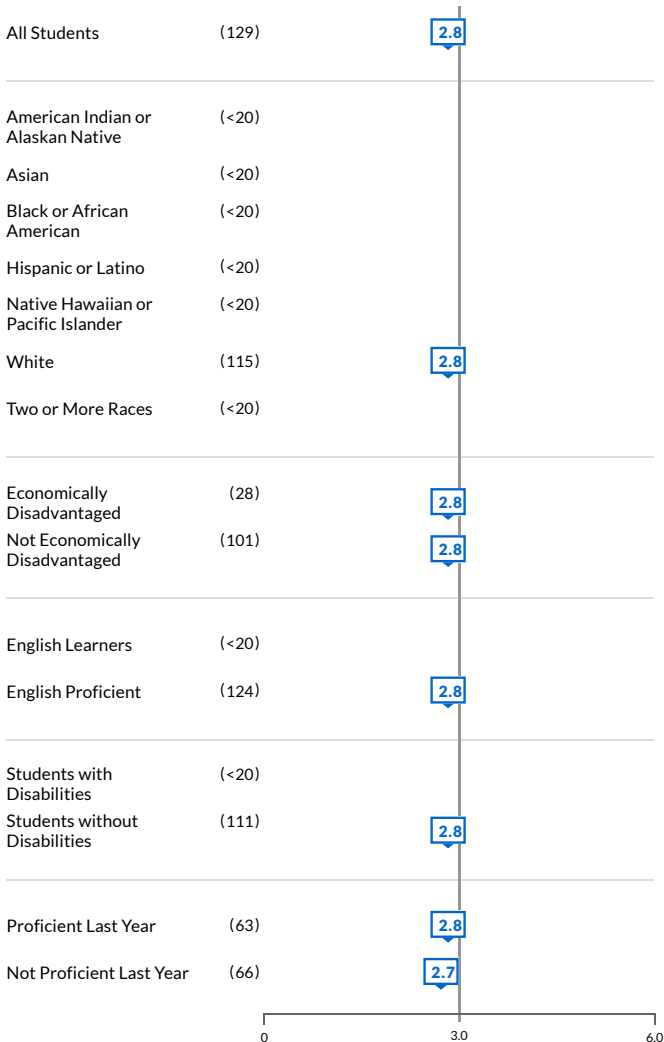 All Students (129) 2.8
American Indian or (<20)
Alaskan Native
Asian (<20)
Black or African (<20)
American
Hispanic or Latino (<20)
Native Hawaiian or (<20)
Pacific Islander
White (115) 2.8
Two or More Races (<20)
Economically (28) 2.8
Disadvantaged
Not Economically (101) 2.8
Disadvantaged
English Learners (<20)
English Proficient (124) 2.8
Students with (<20)
Disabilities
Students without (111) 2.8
Disabilities
Proficient Last Year (63) 2.8
Not Proficient Last Year (66) 2.7
0 3.0 6.0